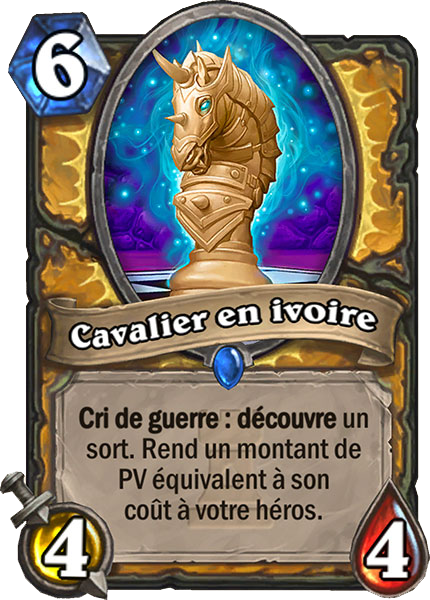 6
Cavalier en ivoire
Cri de guerre : découvre un
sort. Rend un montant de
PV équivalent à son
coût à votre héros.
4
4